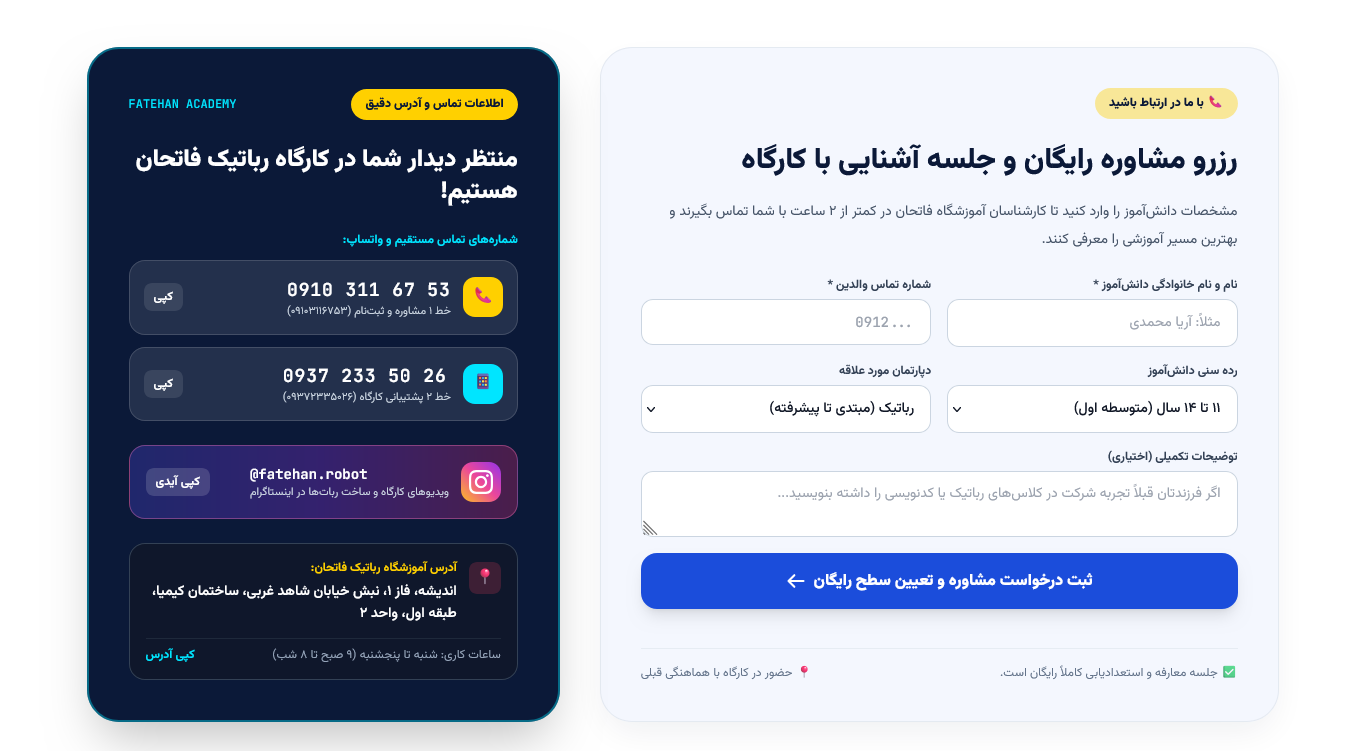 با ما در ارتباط باشید
رزرو مشاوره رایگان و جلسه آشنایی با کارگاه
مشخصات دانش‌آموز را وارد کنید تا کارشناسان آموزشگاه فاتحان در کمتر از ۲ ساعت با شما تماس بگیرند و
بهترین مسیر آموزشی را معرفی کنند.
نام و نام خانوادگی دانش‌آموز *
مثلاً: آریا محمدی
شماره تماس والدین *
0912...
رده سنی دانش‌آموز
۱۱ تا ۱۴ سال (متوسطه اول)
دپارتمان مورد علاقه
رباتیک (مبتدی تا پیشرفته)
توضیحات تکمیلی (اختیاری)
اگر فرزندتان قبلاً تجربه شرکت در کلاس‌های رباتیک یا کدنویسی را داشته بنویسید...
ثبت درخواست مشاوره و تعیین سطح رایگان ←
جلسه معارفه و استعدادیابی کاملاً رایگان است.
حضور در کارگاه با هماهنگی قبلی
اطلاعات تماس و آدرس دقیق
FATEHAN ACADEMY
منتظر دیدار شما در کارگاه رباتیک فاتحان
هستیم!
شماره‌های تماس مستقیم و واتساپ:
0910 311 67 53
خط ۱ مشاوره و ثبت‌نام (۰۹۱۰۳۱۱۶۷۵۳)
کپی
0937 233 50 26
خط ۲ پشتیبانی کارگاه (۰۹۳۷۲۳۳۵۰۲۶)
کپی
@fatehan.robot
ویدیوهای کارگاه و ساخت ربات‌ها در اینستاگرام
کپی آیدی
آدرس آموزشگاه رباتیک فاتحان:
اندیشه، فاز ۱، نبش خیابان شاهد غربی، ساختمان کیمیا،
طبقه اول، واحد ۲
ساعات کاری: شنبه تا پنجشنبه (۹ صبح تا ۸ شب)
کپی آدرس